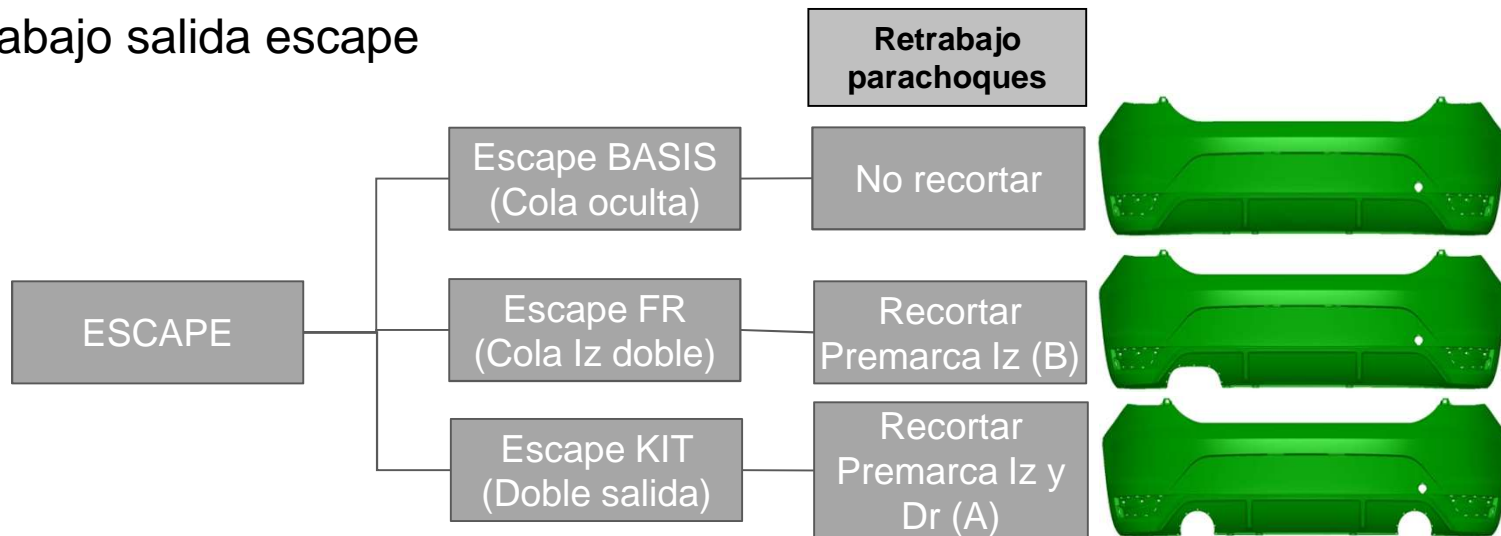 abajo salida escape
Retrabajo
parachoques
Escape BASIS
(Cola oculta)
No recortar
ESCAPE
Escape FR
(Cola Iz doble)
Recortar
Premarca Iz (B)
Escape KIT
(Doble salida)
Recortar
Premarca Iz y
Dr (A)